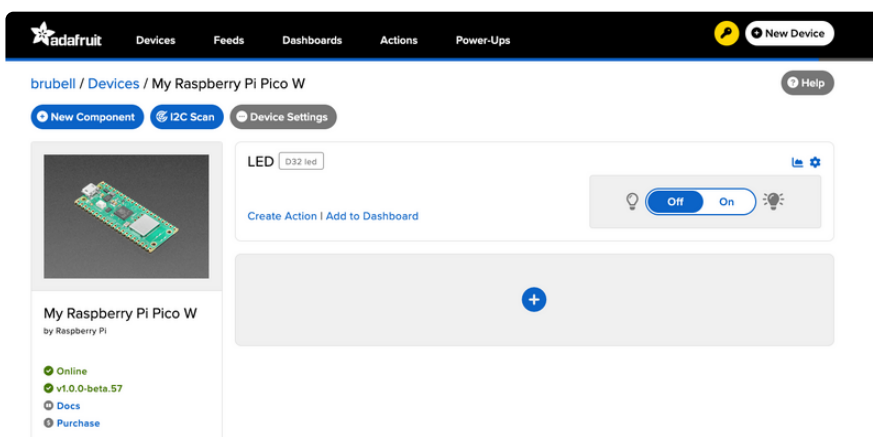 adafruit Devices Feeds Dashboards Actions Power-Ups New Device
brubell / Devices / My Raspberry Pi Pico W Help
New Component I2C Scan Device Settings
LED D32 led
Off On
Create Action | Add to Dashboard
My Raspberry Pi Pico W
by Raspberry Pi
Online
v1.0.0-beta.57
Docs
Purchase